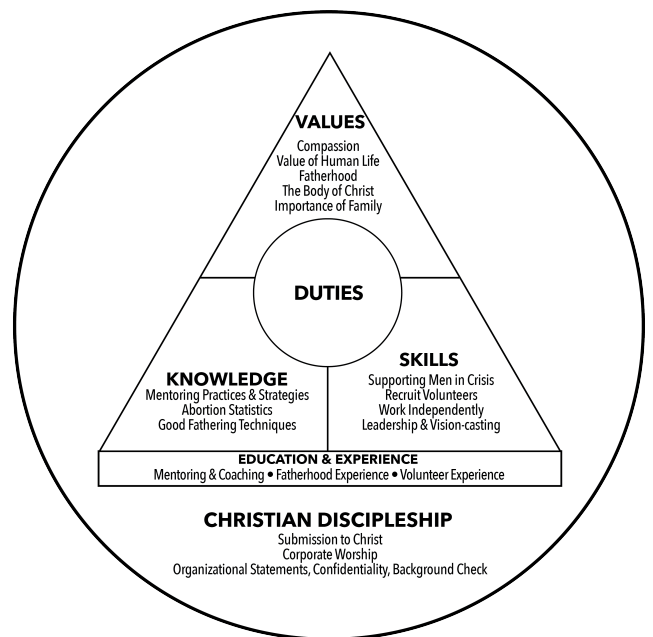 VALUES
Compassion
Value of Human Life
Fatherhood
The Body of Christ
Importance of Family
DUTIES
KNOWLEDGE
Mentoring Practices & Strategies
Abortion Statistics
Good Fathering Techniques
SKILLS
Supporting Men in Crisis
Recruit Volunteers
Work Independently
Leadership & Vision-casting
EDUCATION & EXPERIENCE
Mentoring & Coaching • Fatherhood Experience • Volunteer Experience
CHRISTIAN DISCIPLESHIP
Submission to Christ
Corporate Worship
Organizational Statements, Confidentiality, Background Check